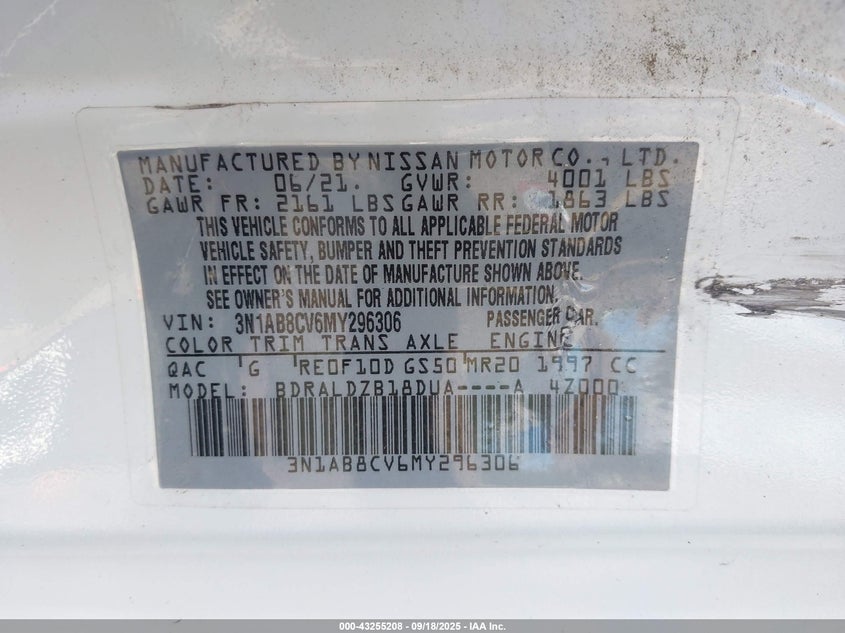 MANUFACTURED BY NISSAN MOTOR CO., LTD.
DATE: 06/21. GVWR: 4001 LBS
GAWR FR: 2161 LBS GAWR RR: 1863 LBS
THIS VEHICLE CONFORMS TO ALL APPLICABLE FEDERAL MOTOR
VEHICLE SAFETY, BUMPER AND THEFT PREVENTION STANDARDS
IN EFFECT ON THE DATE OF MANUFACTURE SHOWN ABOVE.
SEE OWNER'S MANUAL FOR ADDITIONAL INFORMATION.
VIN: 3N1AB8CV6MY296306 PASSENGER CAR.
COLOR TRIM TRANS AXLE ENGINE
QAC G RE0F10D GS50 MR20 1997 CC
MODEL: BDRALDZB18DUA----A 4Z000
3N1AB8CV6MY296306
000-43255208 - 09/18/2025 - IAA Inc.